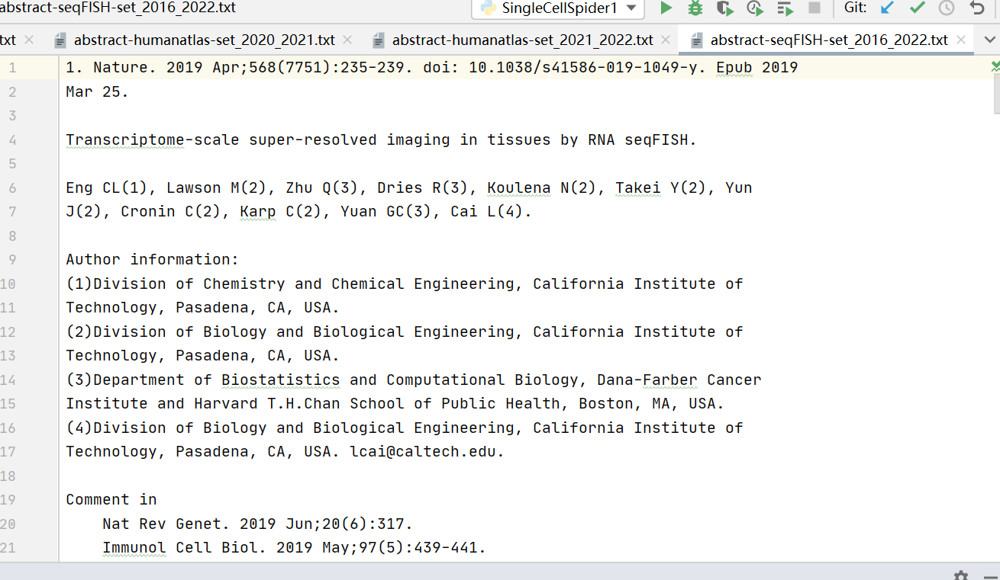 abstract-seqFISH-set_2016_2022.txt
SingleCellSpider1
Git:
txt
abstract-humanatlas-set_2020_2021.txt
abstract-humanatlas-set_2021_2022.txt
abstract-seqFISH-set_2016_2022.txt
1 1. Nature. 2019 Apr;568(7751):235-239. doi: 10.1038/s41586-019-1049-y. Epub 2019
2 Mar 25.
3
4 Transcriptome-scale super-resolved imaging in tissues by RNA seqFISH.
5
6 Eng CL(1), Lawson M(2), Zhu Q(3), Dries R(3), Koulena N(2), Takei Y(2), Yun
7 J(2), Cronin C(2), Karp C(2), Yuan GC(3), Cai L(4).
8
9 Author information:
10 (1)Division of Chemistry and Chemical Engineering, California Institute of
11 Technology, Pasadena, CA, USA.
12 (2)Division of Biology and Biological Engineering, California Institute of
13 Technology, Pasadena, CA, USA.
14 (3)Department of Biostatistics and Computational Biology, Dana-Farber Cancer
15 Institute and Harvard T.H.Chan School of Public Health, Boston, MA, USA.
16 (4)Division of Biology and Biological Engineering, California Institute of
17 Technology, Pasadena, CA, USA. lcai@caltech.edu.
18
19 Comment in
20 Nat Rev Genet. 2019 Jun;20(6):317.
21 Immunol Cell Biol. 2019 May;97(5):439-441.